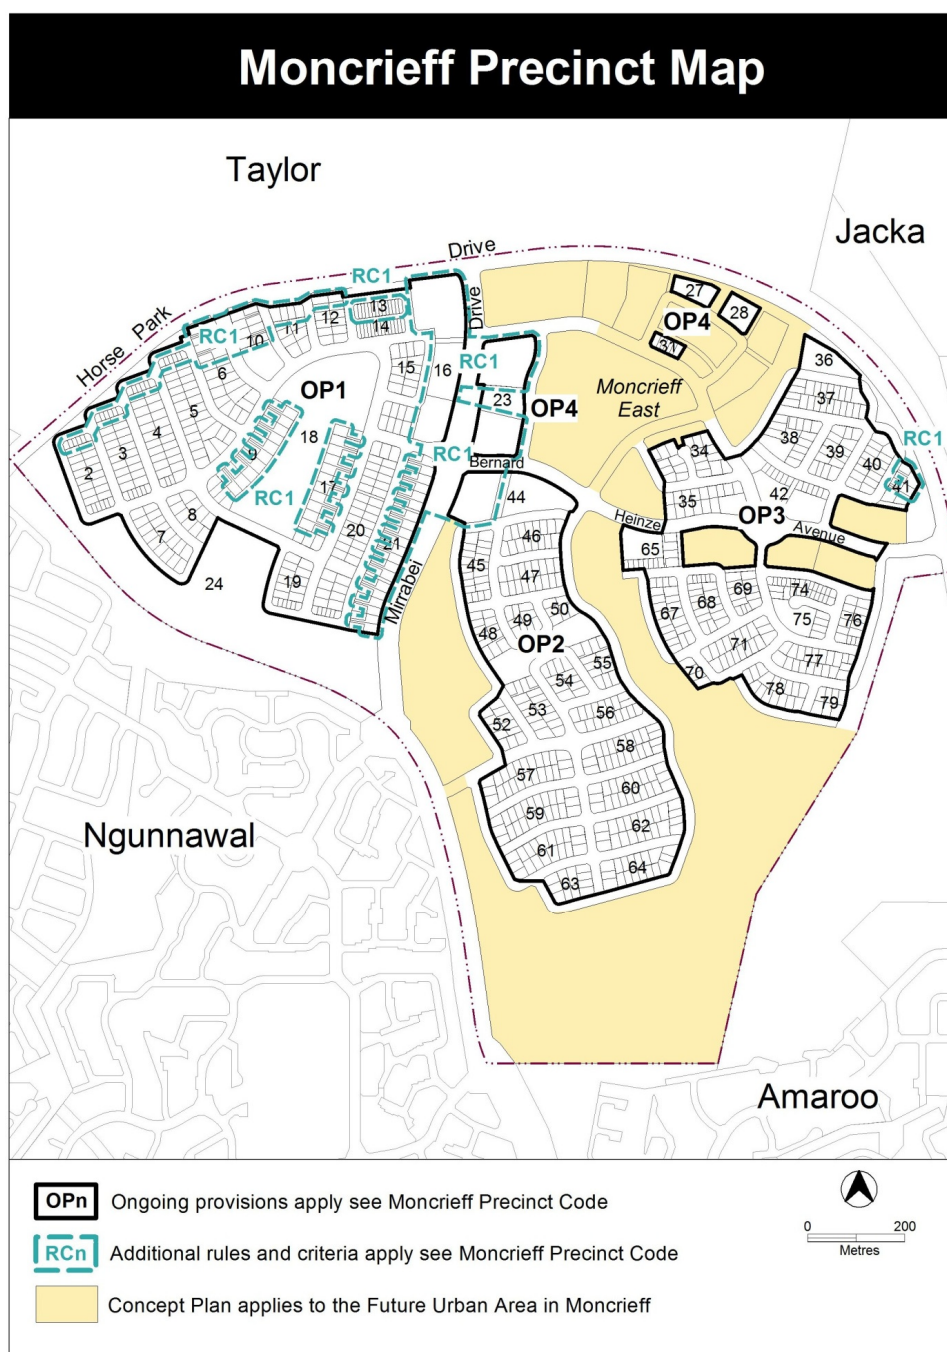 Moncrieff Precinct Map
Taylor
Jacka
Drive
RC1
Horse Park
Drive
27
28
OP4
31
13
12
11
14
10
RC1
36
16
RC1
15
6
OP1
37
23
OP4
Moncrieff
East
5
4
3
2
38
39
40
RC1
41
18
9
34
RC1
Bernard
17
RC1
35
42
44
OP3
8
7
20
21
Heinze
Avenue
46
65
45
47
24
19
Mirrabei
74
69
68
67
50
49
48
75
76
OP2
71
55
77
54
70
78
79
53
56
52
58
57
60
59
62
61
64
63
Ngunnawal
Amaroo
OPn Ongoing provisions apply see Moncrieff Precinct Code
RCn Additional rules and criteria apply see Moncrieff Precinct Code
Concept Plan applies to the Future Urban Area in Moncrieff
0 200
Metres